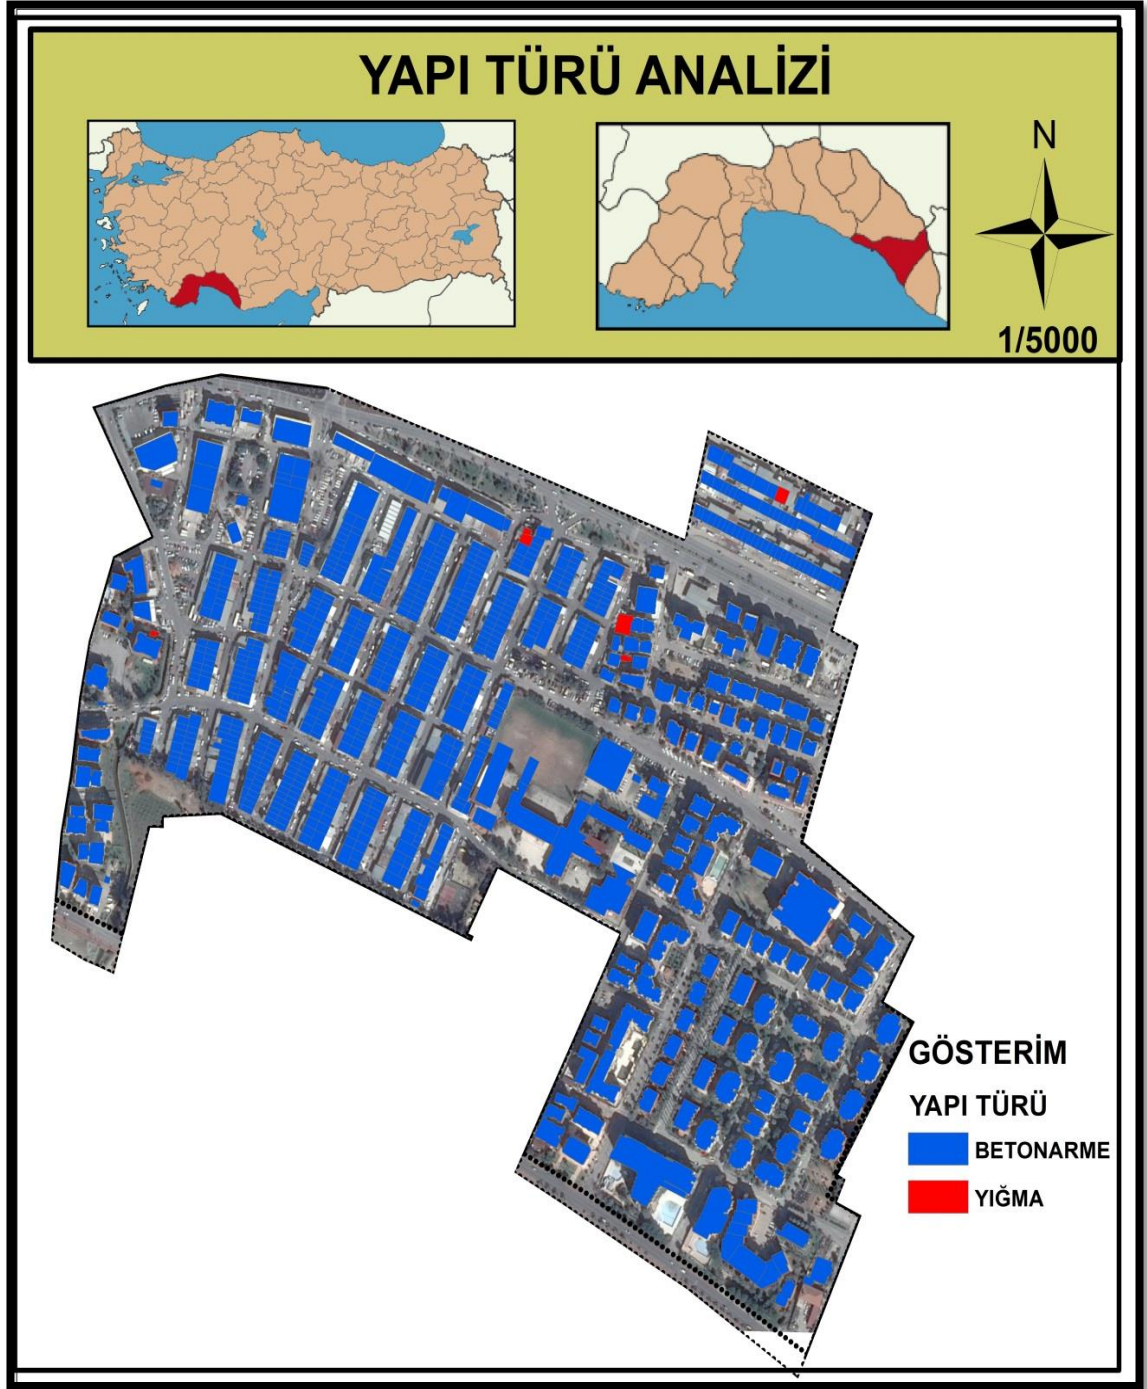 YAPI TÜRÜ ANALİZİ
N
1/5000
GÖSTERİM
YAPI TÜRÜ
BETONARME
YIĞMA